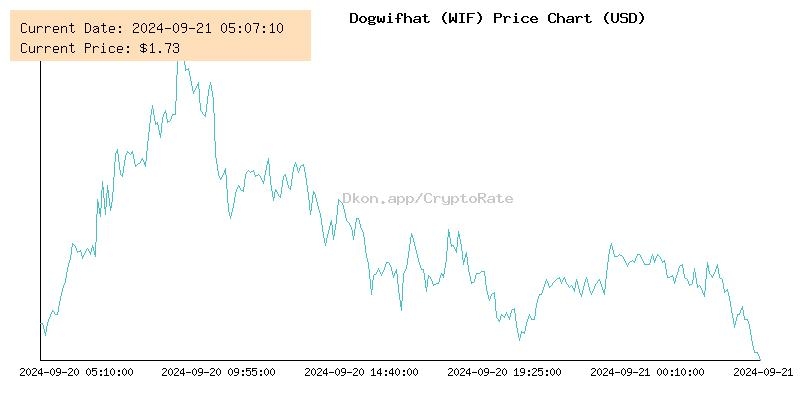 Dogwifhat (WIF) Price Chart (USD)
Current Date: 2024-09-21 05:07:10
Current Price: $1.73
Dkon.app/CryptoRate
2024-09-20 05:10:00 2024-09-20 09:55:00 2024-09-20 14:40:00 2024-09-20 19:25:00 2024-09-21 00:10:00 2024-09-21